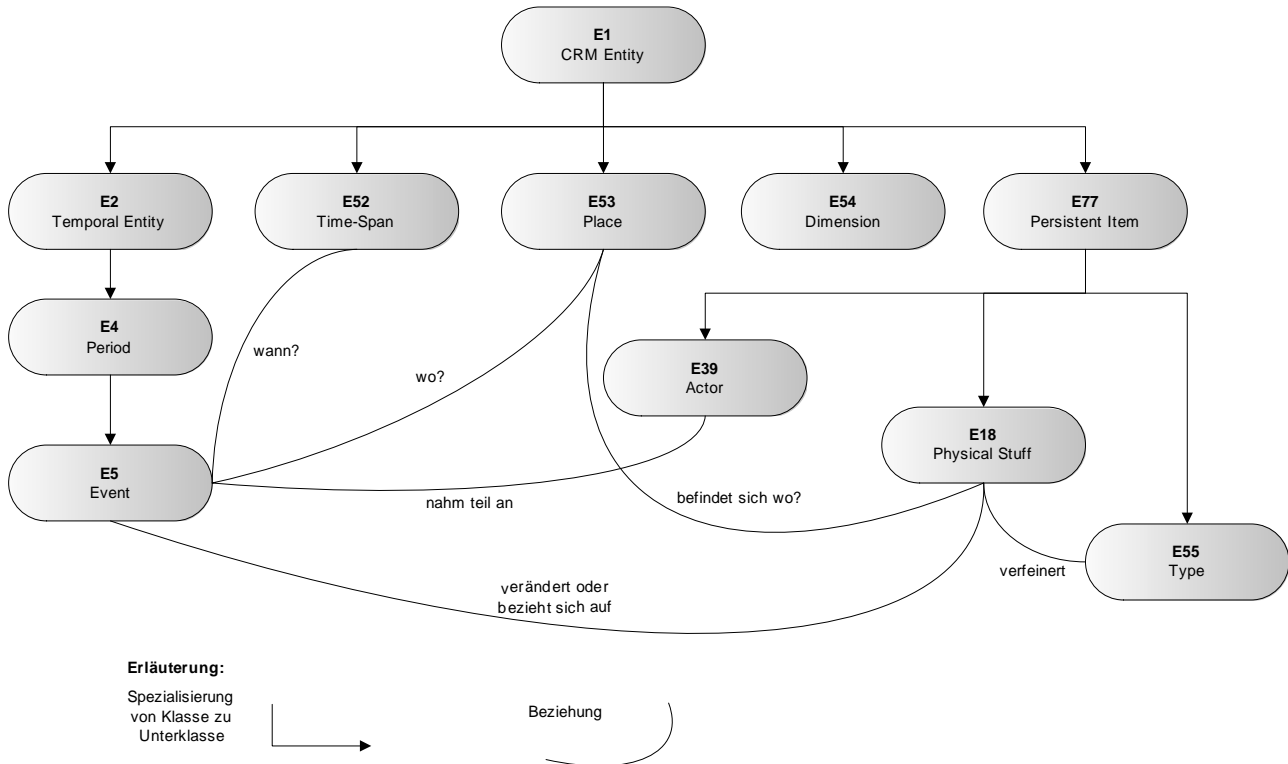 E1
CRM Entity
E2
Temporal Entity
E52
Time-Span
E53
Place
E54
Dimension
E77
Persistent Item
E4
Period
wann?
wo?
E39
Actor
E5
Event
E18
Physical Stuff
nahm teil an
befindet sich wo?
E55
Type
verfeinert
verändert oder
bezieht sich auf
Erläuterung:
Spezialisierung
von Klasse zu
Unterklasse
Beziehung